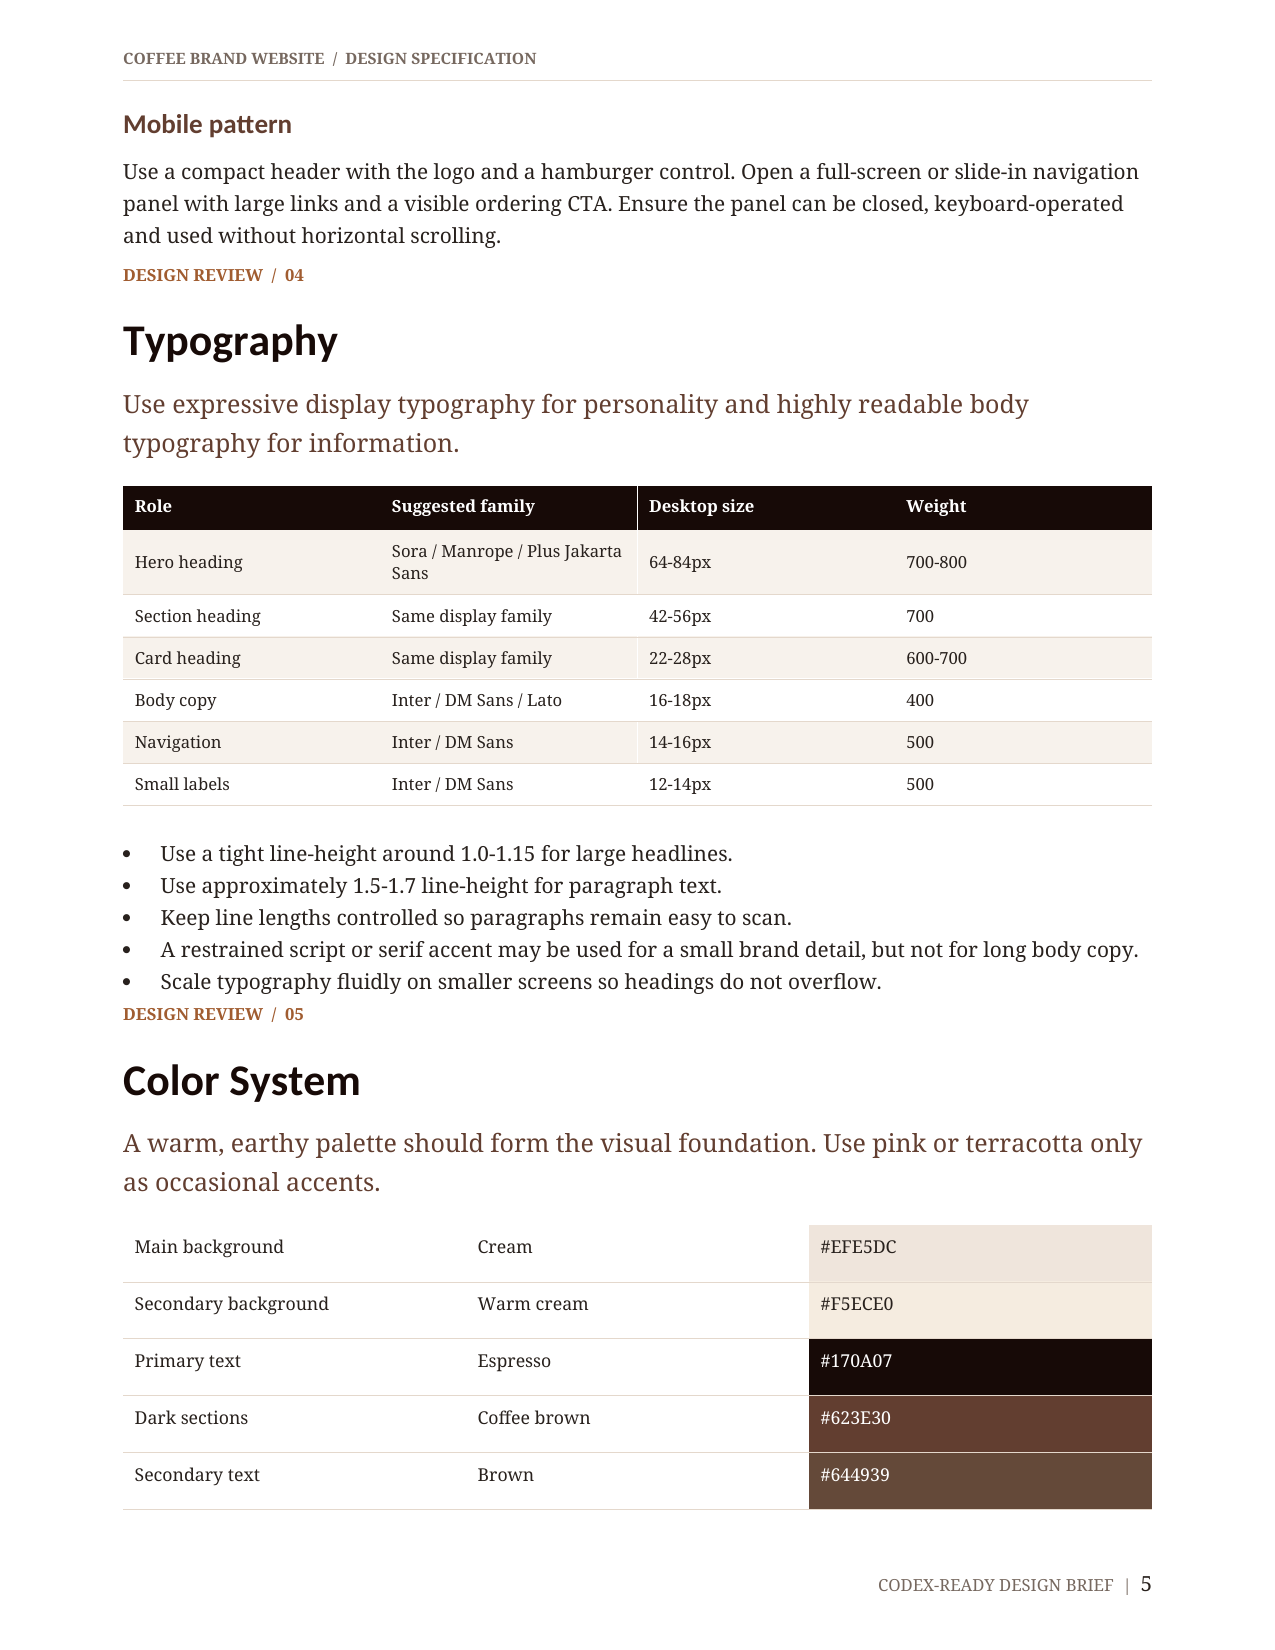 COFFEE BRAND WEBSITE / DESIGN SPECIFICATION
Mobile pattern
Use a compact header with the logo and a hamburger control. Open a full-screen or slide-in navigation
panel with large links and a visible ordering CTA. Ensure the panel can be closed, keyboard-operated
and used without horizontal scrolling.
DESIGN REVIEW / 04
Typography
Use expressive display typography for personality and highly readable body
typography for information.
Role Suggested family Desktop size Weight
Hero heading Sora / Manrope / Plus Jakarta Sans 64-84px 700-800
Section heading Same display family 42-56px 700
Card heading Same display family 22-28px 600-700
Body copy Inter / DM Sans / Lato 16-18px 400
Navigation Inter / DM Sans 14-16px 500
Small labels Inter / DM Sans 12-14px 500
• Use a tight line-height around 1.0-1.15 for large headlines.
• Use approximately 1.5-1.7 line-height for paragraph text.
• Keep line lengths controlled so paragraphs remain easy to scan.
• A restrained script or serif accent may be used for a small brand detail, but not for long body copy.
• Scale typography fluidly on smaller screens so headings do not overflow.
DESIGN REVIEW / 05
Color System
A warm, earthy palette should form the visual foundation. Use pink or terracotta only
as occasional accents.
Main background Cream #EFE5DC
Secondary background Warm cream #F5ECE0
Primary text Espresso #170A07
Dark sections Coffee brown #623E30
Secondary text Brown #644939
CODEX-READY DESIGN BRIEF | 5